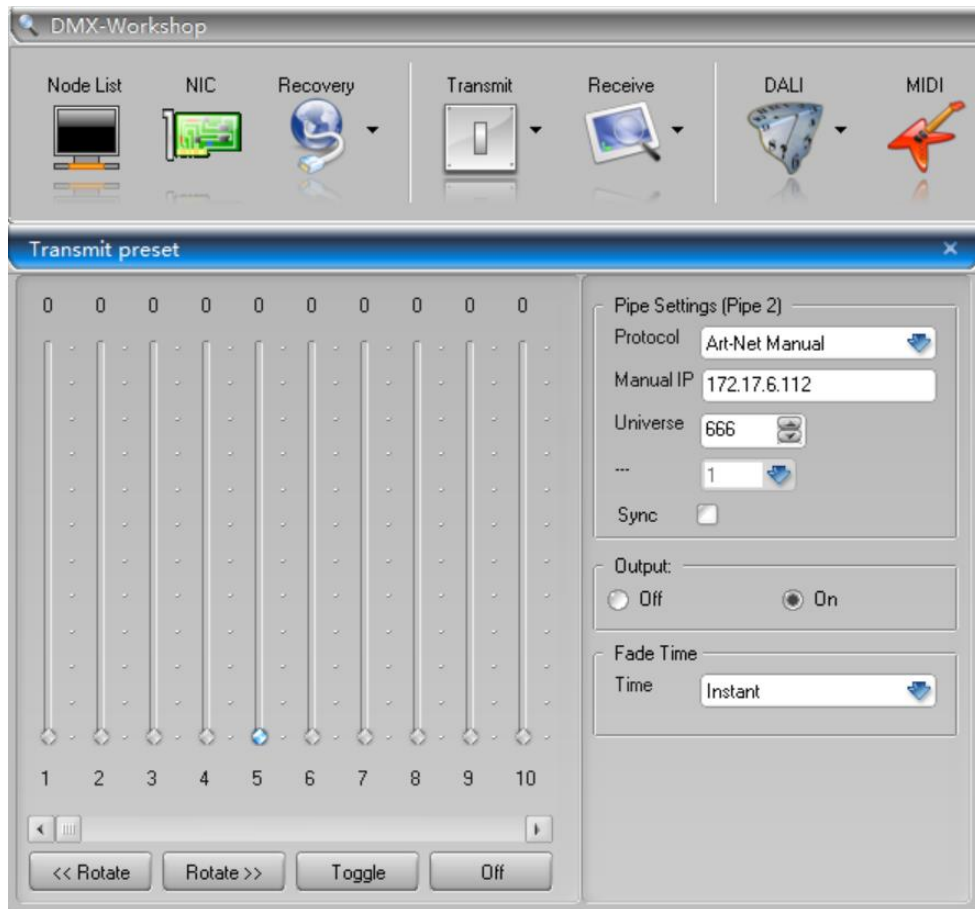 DMX-Workshop
Node List NIC Recovery Transmit Receive DALI MIDI
Transmit preset
0 0 0 0 0 0 0 0 0 0
1 2 3 4 5 6 7 8 9 10
<< Rotate Rotate >> Toggle Off
Pipe Settings (Pipe 2)
Protocol Art-Net Manual
Manual IP 172.17.6.112
Universe 666
--- 1
Sync
Output:
Off On
Fade Time
Time Instant